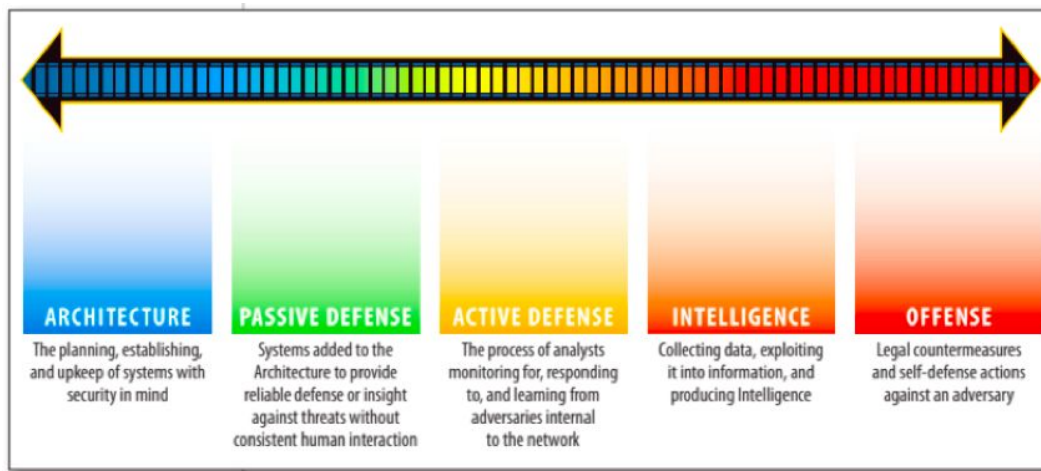 ARCHITECTURE
The planning, establishing,
and upkeep of systems with
security in mind
PASSIVE DEFENSE
Systems added to the
Architecture to provide
reliable defense or insight
against threats without
consistent human interaction
ACTIVE DEFENSE
The process of analysts
monitoring for, responding
to, and learning from
adversaries internal
to the network
INTELLIGENCE
Collecting data, exploiting
it into information, and
producing Intelligence
OFFENSE
Legal countermeasures
and self-defense actions
against an adversary